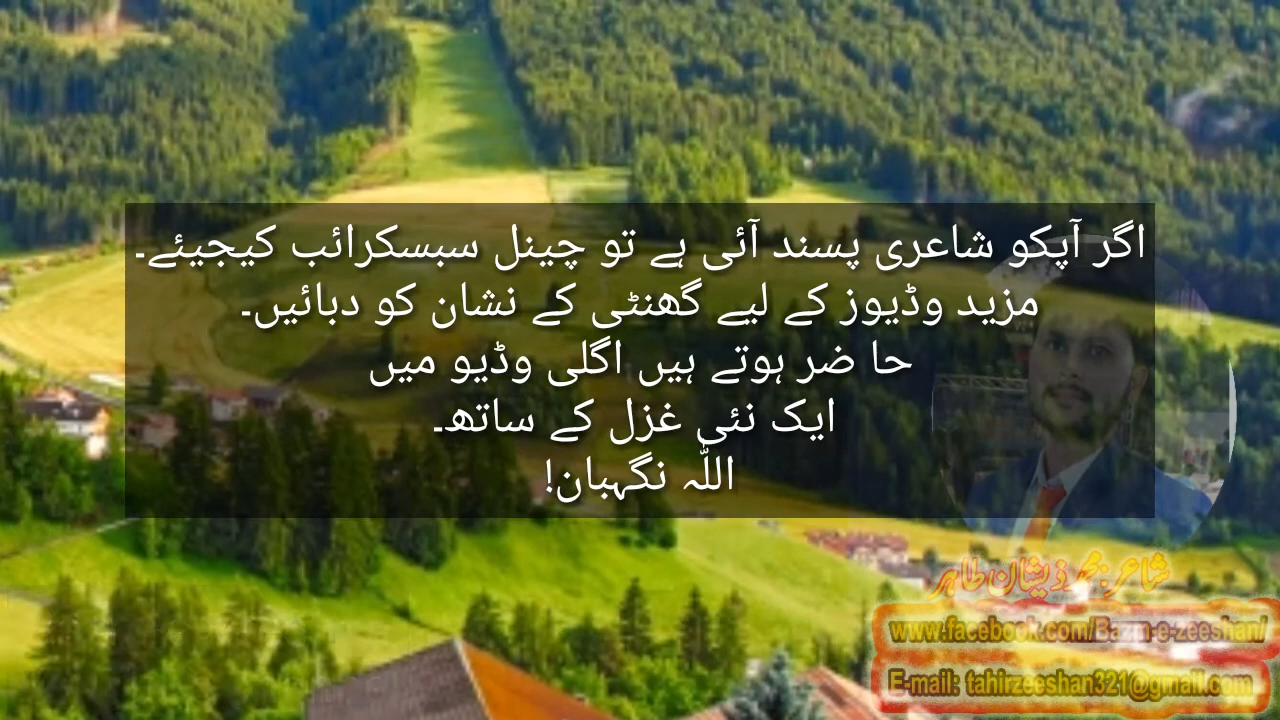 اگر آپکو شاعری پسند آئی ہے تو چینل سبسکرائب کیجیئے۔
مزید وڈیوز کے لیے گھنٹی کے نشان کو دبائیں۔
حا ضر ہوتے ہیں اگلی وڈیو میں
ایک نئی غزل کے ساتھ۔
اللّٰہ نگہبان!
شاعر: محمد ذیشان طاہر
www.facebook.com/Bazm-e-zeeshan/
E-mail: tahirzeeshan321@gmail.com